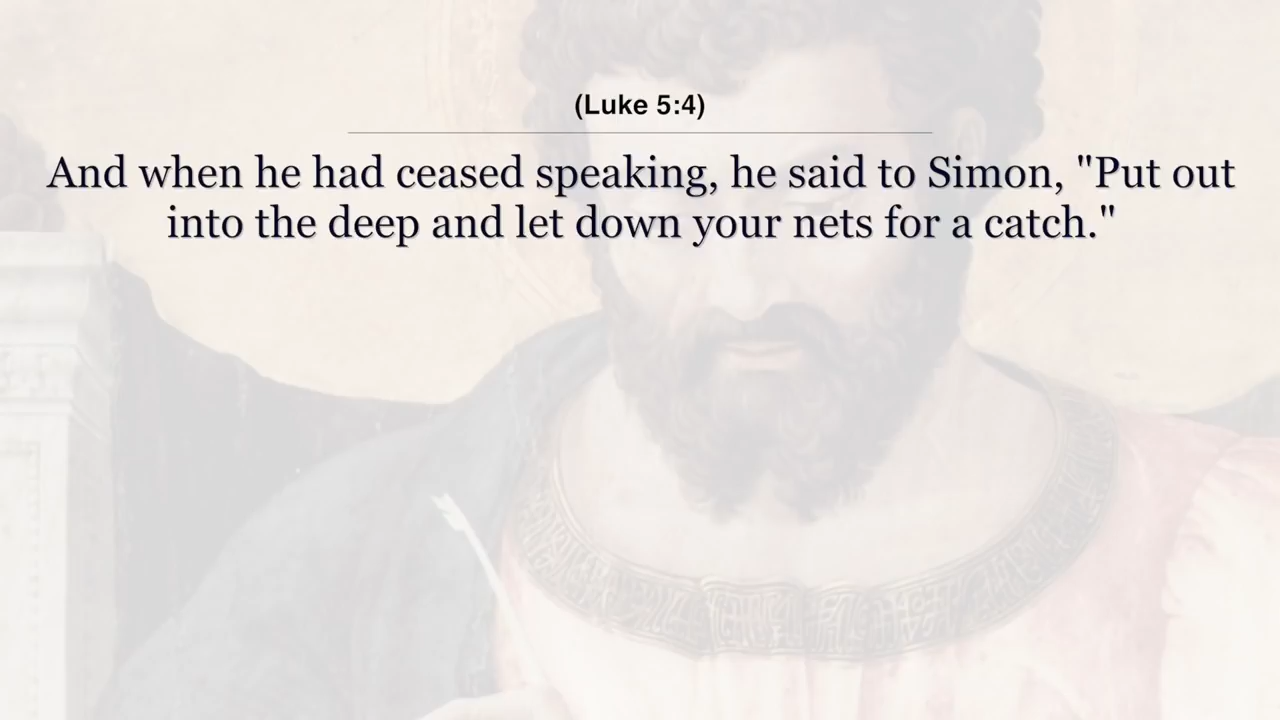 (Luke 5:4)
And when he had ceased speaking, he said to Simon, "Put out
into the deep and let down your nets for a catch."